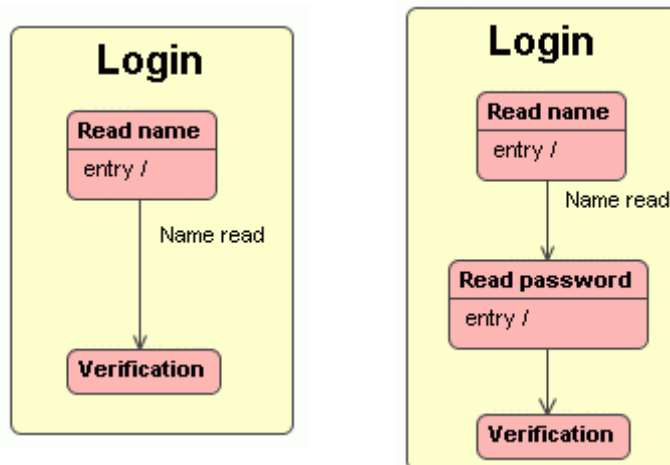 Login
Read name
entry /
Name read
Verification
Login
Read name
entry /
Name read
Read password
entry /
Verification